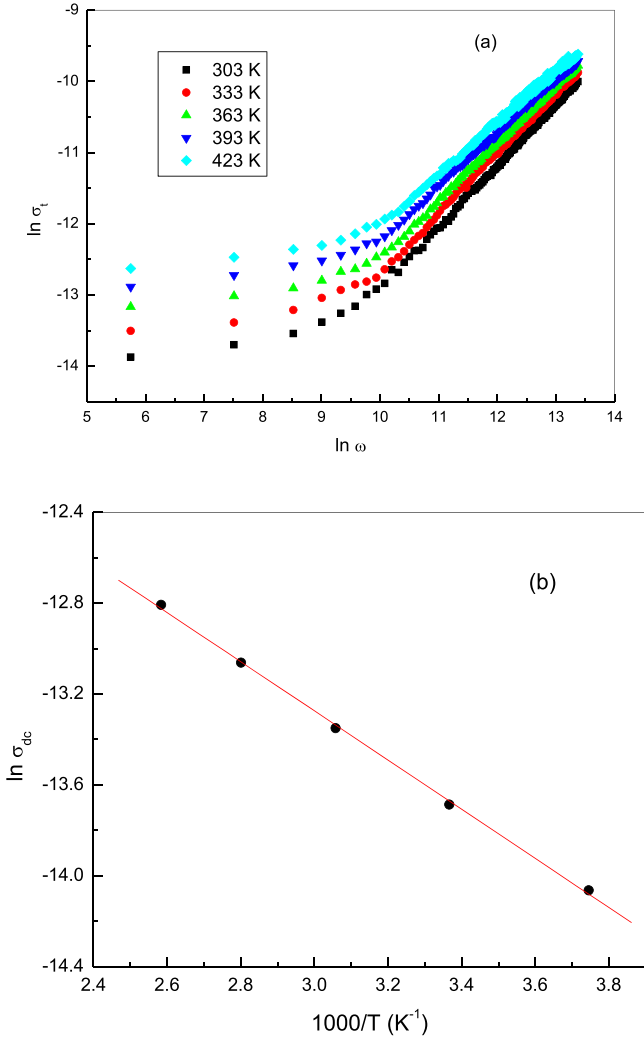 -9
-10
-11
-12
-13
-14
ln σt
(a)
303 K
333 K
363 K
393 K
423 K
5 6 7 8 9 10 11 12 13 14
ln ω
-12.4
-12.8
-13.2
-13.6
-14.0
-14.4
ln σdc
(b)
2.4 2.6 2.8 3.0 3.2 3.4 3.6 3.8
1000/T (K⁻¹)